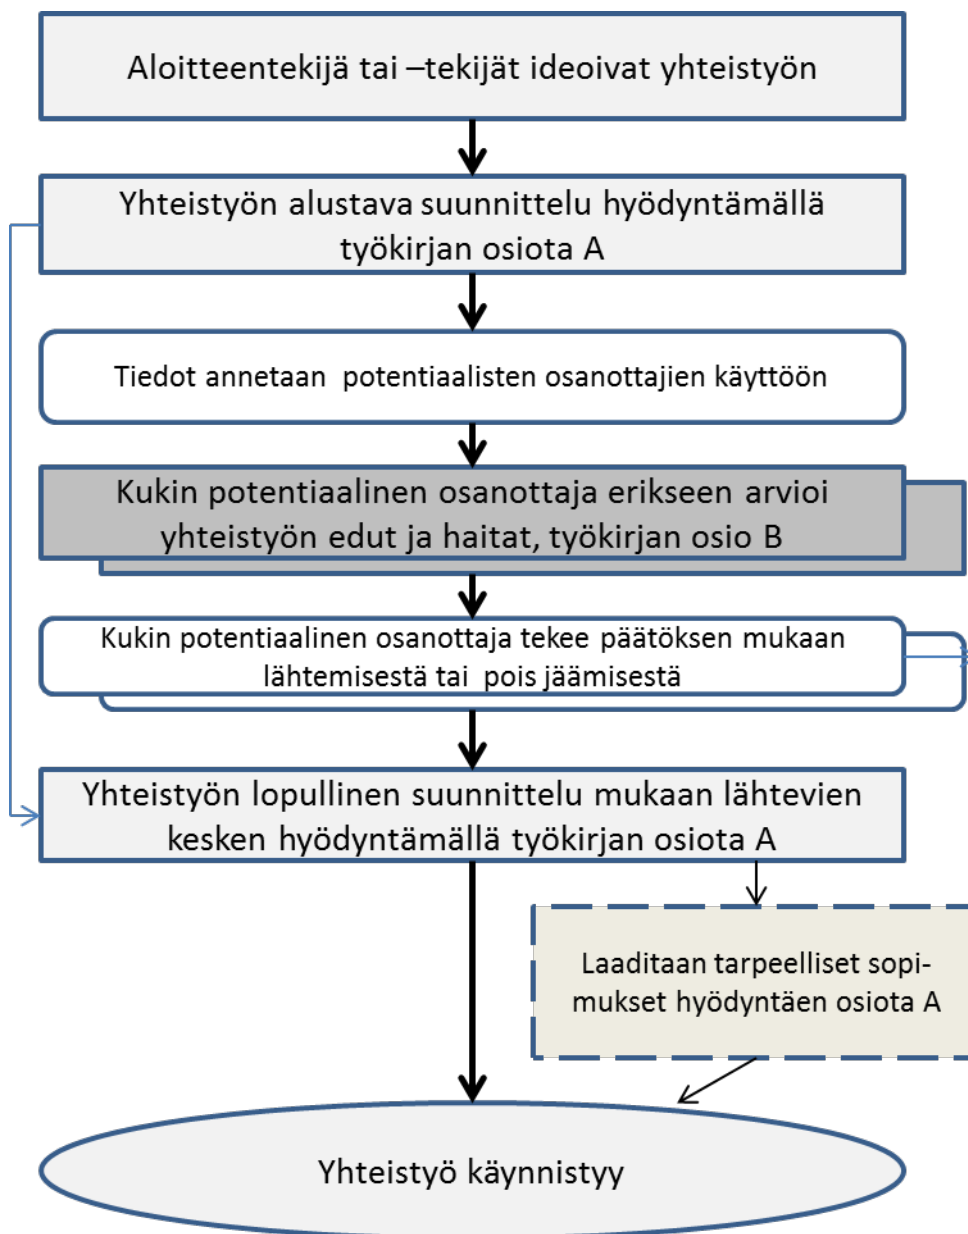 Aloitteentekijä tai –tekijät ideoivat yhteistyön
Yhteistyön alustava suunnittelu hyödyntämällä
työkirjan osiota A
Tiedot annetaan potentiaalisten osanottajien käyttöön
Kukin potentiaalinen osanottaja erikseen arvioi
yhteistyön edut ja haitat, työkirjan osio B
Kukin potentiaalinen osanottaja tekee päätöksen mukaan
lähtemisestä tai pois jäämisestä
Yhteistyön lopullinen suunnittelu mukaan lähtevien
kesken hyödyntämällä työkirjan osiota A
Laaditaan tarpeelliset sopi-
mukset hyödyntäen osiota A
Yhteistyö käynnistyy